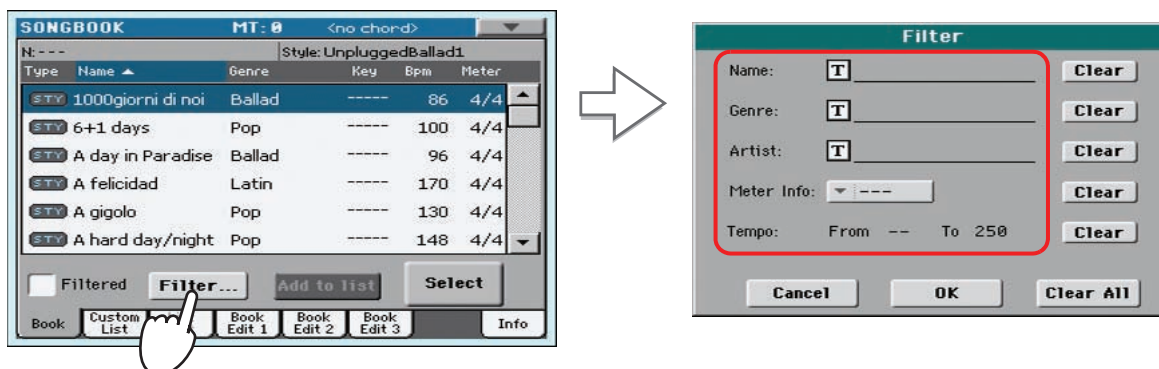 SONGBOOK MT: 0 <no chord>
N:--- Style: UnpluggedBallad1
Type Name Genre Key Bpm Meter
STY 1000giorni di noi Ballad ----- 86 4/4
STY 6+1 days Pop ----- 100 4/4
STY A day in Paradise Ballad ----- 96 4/4
STY A felicidad Latin ----- 170 4/4
STY A gigolo Pop ----- 130 4/4
STY A hard day/night Pop ----- 148 4/4
Filtered Filter... Add to list Select
Book Custom List Book Edit 1 Book Edit 2 Book Edit 3 Info
Filter
Name: T Clear
Genre: T Clear
Artist: T Clear
Meter Info: --- Clear
Tempo: From -- To 250 Clear
Cancel OK Clear All